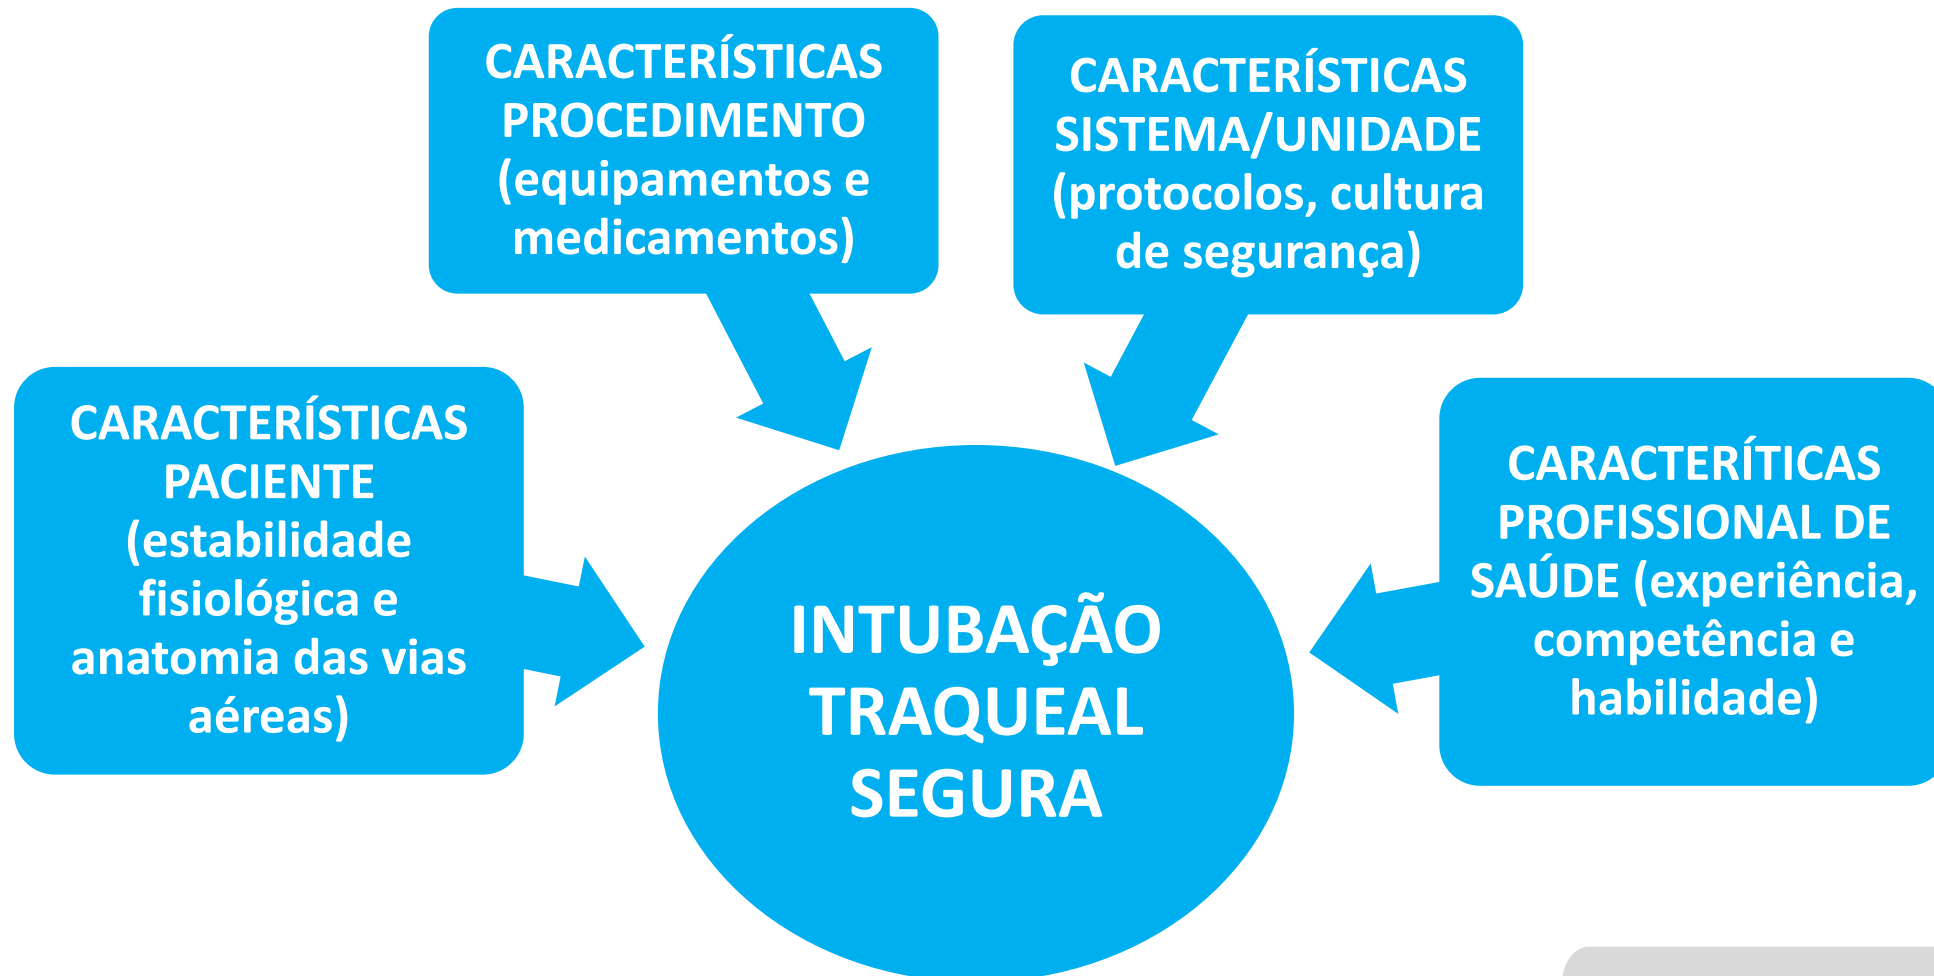 CARACTERÍSTICAS
PROCEDIMENTO
(equipamentos e
medicamentos)
CARACTERÍSTICAS
SISTEMA/UNIDADE
(protocolos, cultura
de segurança)
CARACTERÍSTICAS
PACIENTE
(estabilidade
fisiológica e
anatomia das vias
aéreas)
CARACTERÍTICAS
PROFISSIONAL DE
SAÚDE (experiência,
competência e
habilidade)
INTUBAÇÃO
TRAQUEAL
SEGURA